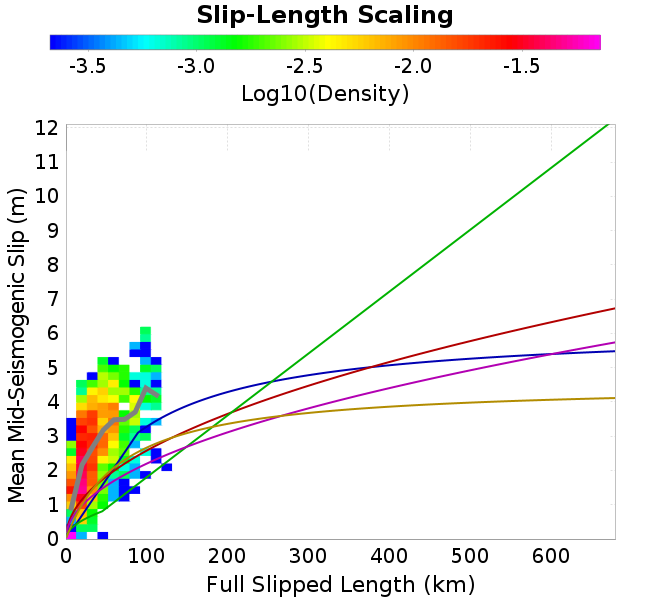 Slip-Length Scaling
-3.5 -3.0 -2.5 -2.0 -1.5
Log10(Density)
12
11
10
9
8
7
6
5
4
3
2
1
0
Mean Mid-Seismogenic Slip (m)
0 100 200 300 400 500 600
Full Slipped Length (km)